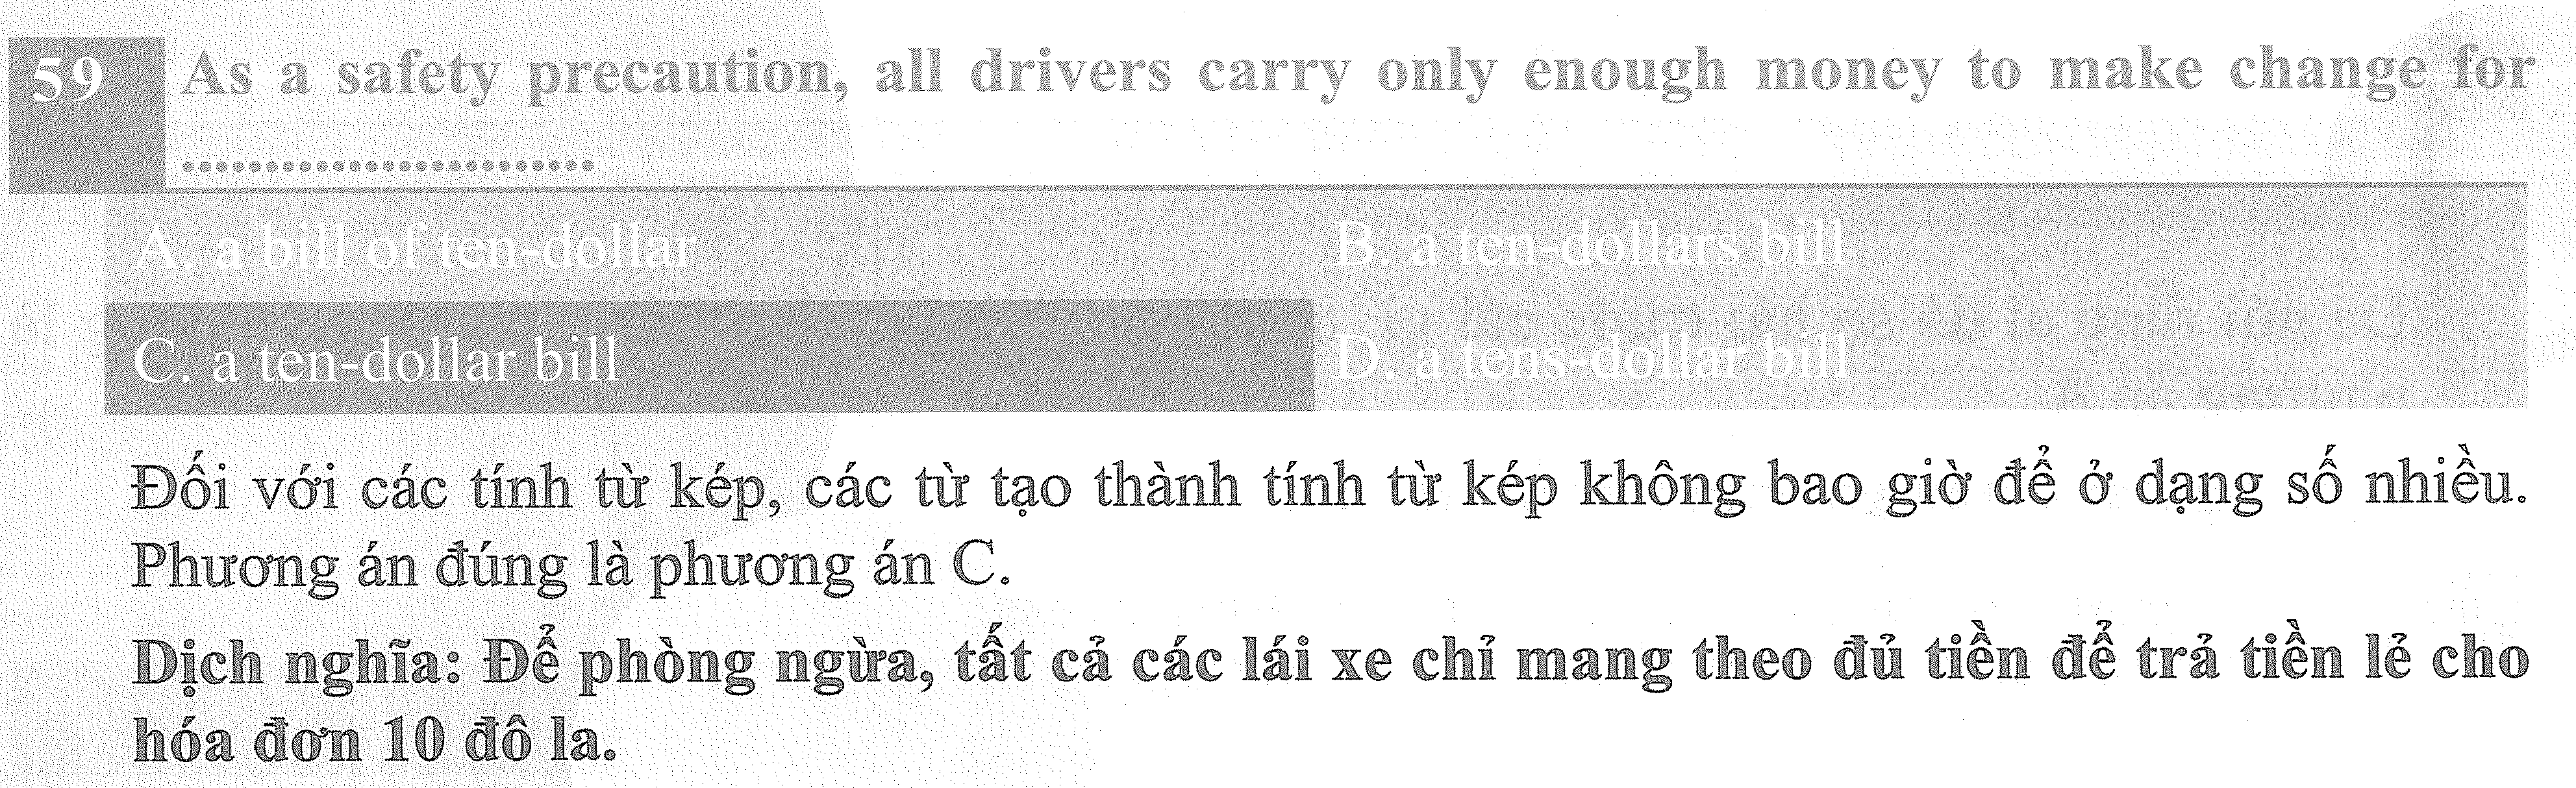 59 As a safety precaution, all drivers carry only enough money to make change for
.........................
A. a bill of ten-dollar B. a ten-dollars bill
C. a ten-dollar bill D. a tens-dollar bill
Đối với các tính từ kép, các từ tạo thành tính từ kép không bao giờ để ở dạng số nhiều.
Phương án đúng là phương án C.
Dịch nghĩa: Để phòng ngừa, tất cả các lái xe chỉ mang theo đủ tiền để trả tiền lẻ cho
hóa đơn 10 đô la.